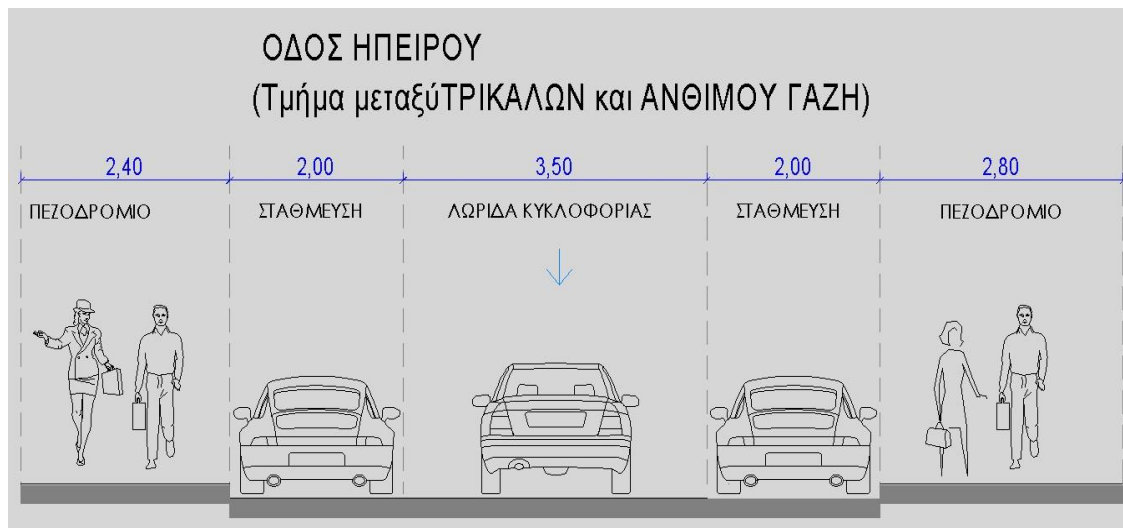 ΟΔΟΣ ΗΠΕΙΡΟΥ
(Τμήμα μεταξύΤΡΙΚΑΛΩΝ και ΑΝΘΙΜΟΥ ΓΑΖΗ)
2,40 2,00 3,50 2,00 2,80
ΠΕΖΟΔΡΟΜΙΟ ΣΤΑΘΜΕΥΣΗ ΛΩΡΙΔΑ ΚΥΚΛΟΦΟΡΙΑΣ ΣΤΑΘΜΕΥΣΗ ΠΕΖΟΔΡΟΜΙΟ